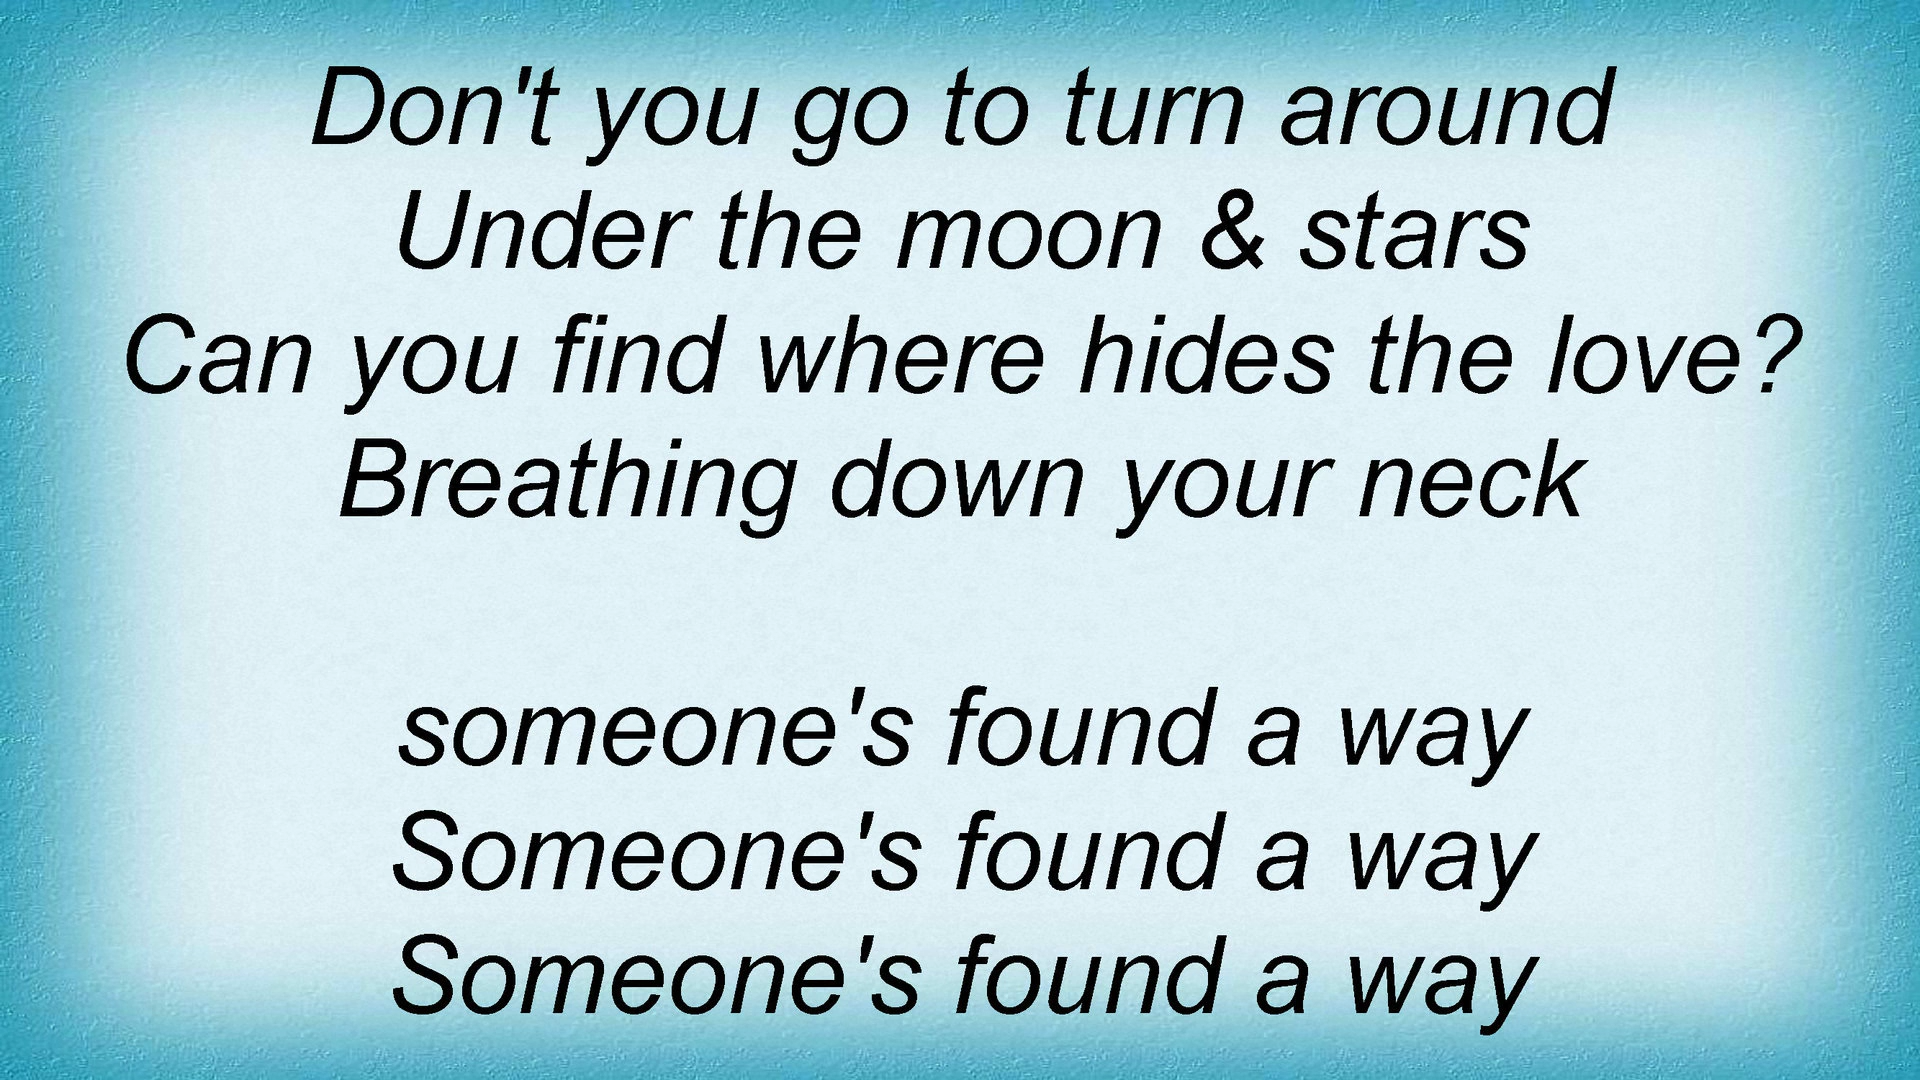 Don't you go to turn around
Under the moon & stars
Can you find where hides the love?
Breathing down your neck
someone's found a way
Someone's found a way
Someone's found a way